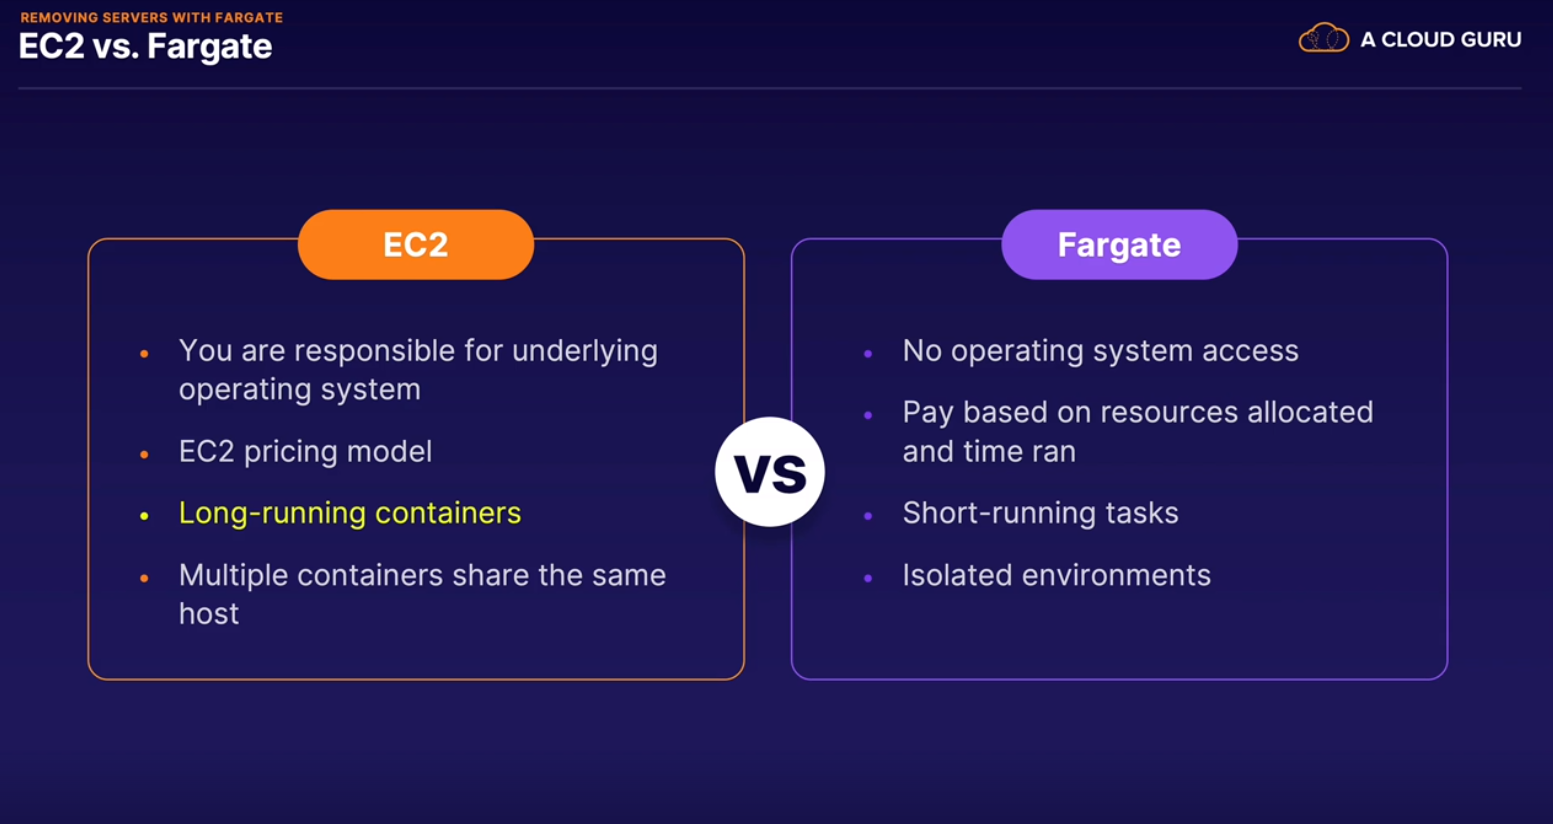 REMOVING SERVERS WITH FARGATE
EC2 vs. Fargate
A CLOUD GURU
EC2
You are responsible for underlying
operating system
EC2 pricing model
Long-running containers
Multiple containers share the same
host
VS
Fargate
No operating system access
Pay based on resources allocated
and time ran
Short-running tasks
Isolated environments